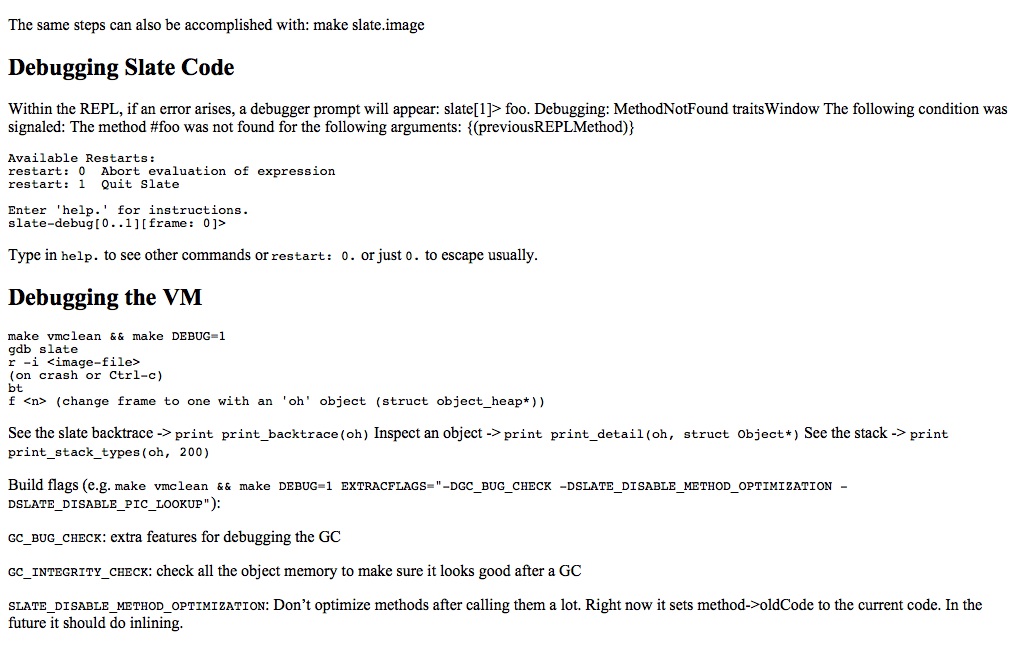 The same steps can also be accomplished with: make slate.image
Debugging Slate Code
Within the REPL, if an error arises, a debugger prompt will appear: slate[1]> foo. Debugging: MethodNotFound traitsWindow The following condition was
signaled: The method #foo was not found for the following arguments: {(previousREPLMethod)}
Available Restarts:
restart: 0  Abort evaluation of expression
restart: 1  Quit Slate
Enter 'help.' for instructions.
slate-debug[0..1][frame: 0]>
Type in help. to see other commands or restart: 0. or just 0. to escape usually.
Debugging the VM
make vmclean && make DEBUG=1
gdb slate
r -i <image-file>
(on crash or Ctrl-c)
bt
f <n> (change frame to one with an 'oh' object (struct object_heap*))
See the slate backtrace -> print print_backtrace(oh) Inspect an object -> print print_detail(oh, struct Object*) See the stack -> print
print_stack_types(oh, 200)
Build flags (e.g. make vmclean && make DEBUG=1 EXTRACFLAGS="-DGC_BUG_CHECK -DSLATE_DISABLE_METHOD_OPTIMIZATION -
DSLATE_DISABLE_PIC_LOOKUP"):
GC_BUG_CHECK: extra features for debugging the GC
GC_INTEGRITY_CHECK: check all the object memory to make sure it looks good after a GC
SLATE_DISABLE_METHOD_OPTIMIZATION: Don’t optimize methods after calling them a lot. Right now it sets method->oldCode to the current code. In the
future it should do inlining.